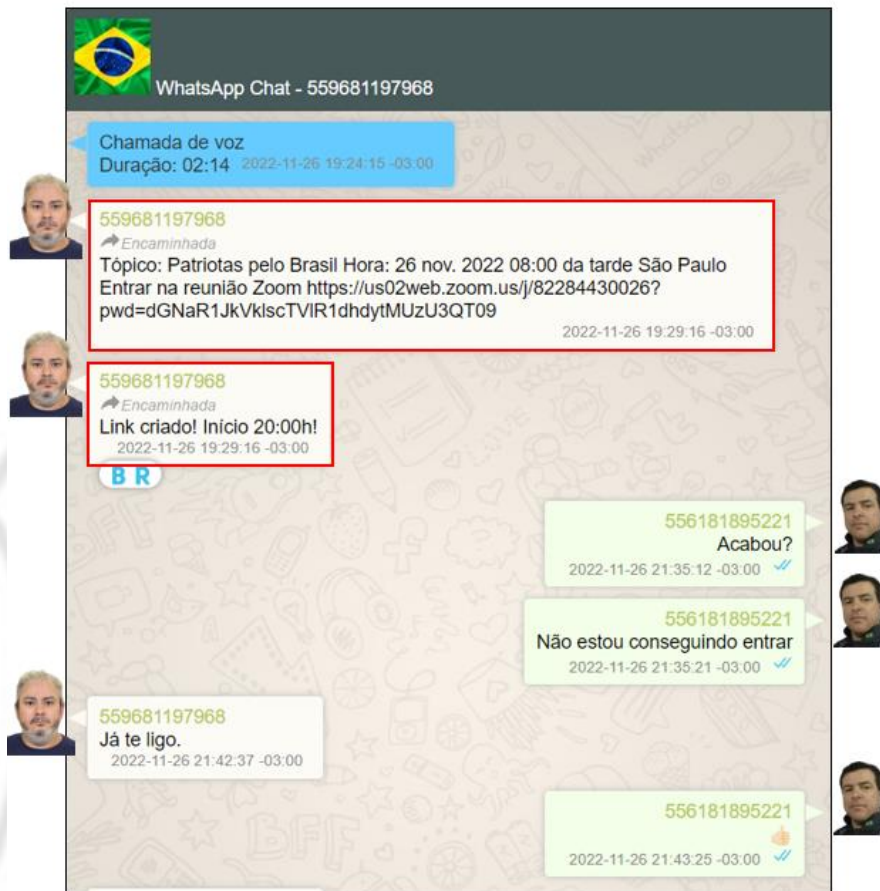 WhatsApp Chat - 559681197968
Chamada de voz
Duração: 02:14 2022-11-26 19:24:15 -03:00
559681197968
Encaminhada
Tópico: Patriotas pelo Brasil Hora: 26 nov. 2022 08:00 da tarde São Paulo
Entrar na reunião Zoom https://us02web.zoom.us/j/82284430026?
pwd=dGNaR1JkVklscTVlR1dhdytMUzU3QT09
2022-11-26 19:29:16 -03:00
559681197968
Encaminhada
Link criado! Início 20:00h!
2022-11-26 19:29:16 -03:00
B R
556181895221
Acabou?
2022-11-26 21:35:12 -03:00
556181895221
Não estou conseguindo entrar
2022-11-26 21:35:21 -03:00
559681197968
Já te ligo.
2022-11-26 21:42:37 -03:00
556181895221
👍🏻
2022-11-26 21:43:25 -03:00